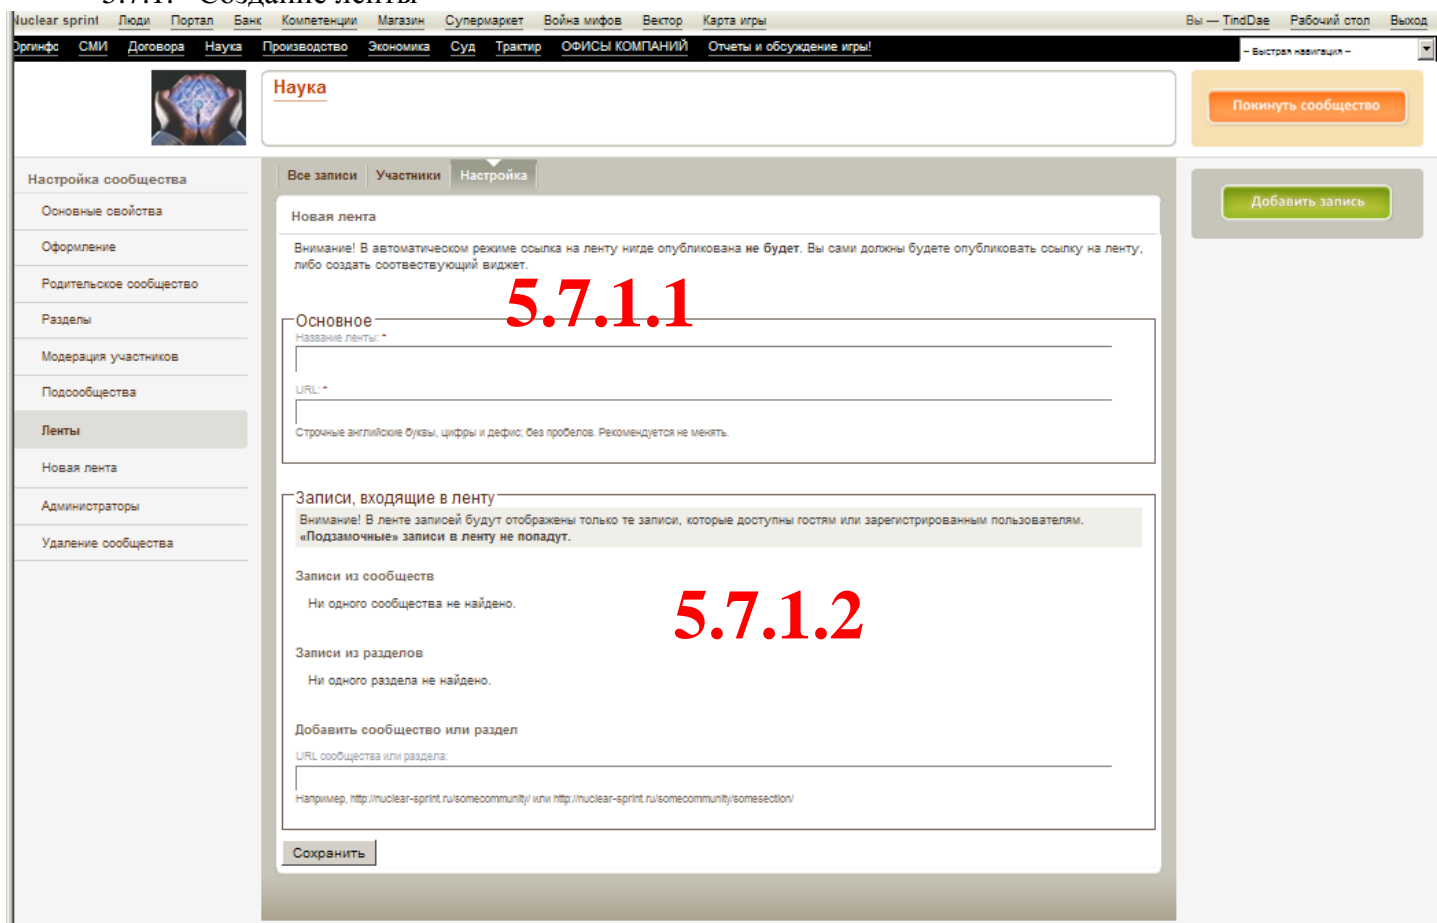 5.7.1. Создание ленты
Nuclear sprint Люди Портал Банк Компетенции Магазин Супермаркет Война мифов Вектор Карта игры Вы — TindDae Рабочий стол Выход
Оргинфо СМИ Договора Наука Производство Экономика Суд Трактир ОФИСЫ КОМПАНИЙ Отчеты и обсуждение игры! – Быстрая навигация –
Наука
Покинуть сообщество
Настройка сообщества
Основные свойства
Оформление
Родительское сообщество
Разделы
Модерация участников
Подсообщества
Ленты
Новая лента
Администраторы
Удаление сообщества
Все записи Участники Настройка
Добавить запись
Новая лента
Внимание! В автоматическом режиме ссылка на ленту нигде опубликована не будет. Вы сами должны будете опубликовать ссылку на ленту,
либо создать соотвествующий виджет.
5.7.1.1
Основное
Название ленты: *
URL: *
Строчные английские буквы, цифры и дефис; без пробелов. Рекомендуется не менять.
Записи, входящие в ленту
Внимание! В ленте записей будут отображены только те записи, которые доступны гостям или зарегистрированным пользователям.
«Подзамочные» записи в ленту не попадут.
Записи из сообществ
Ни одного сообщества не найдено.
5.7.1.2
Записи из разделов
Ни одного раздела не найдено.
Добавить сообщество или раздел
URL сообщества или раздела:
Например, http://nuclear-sprint.ru/somecommunity/ или http://nuclear-sprint.ru/somecommunity/somesection/
Сохранить